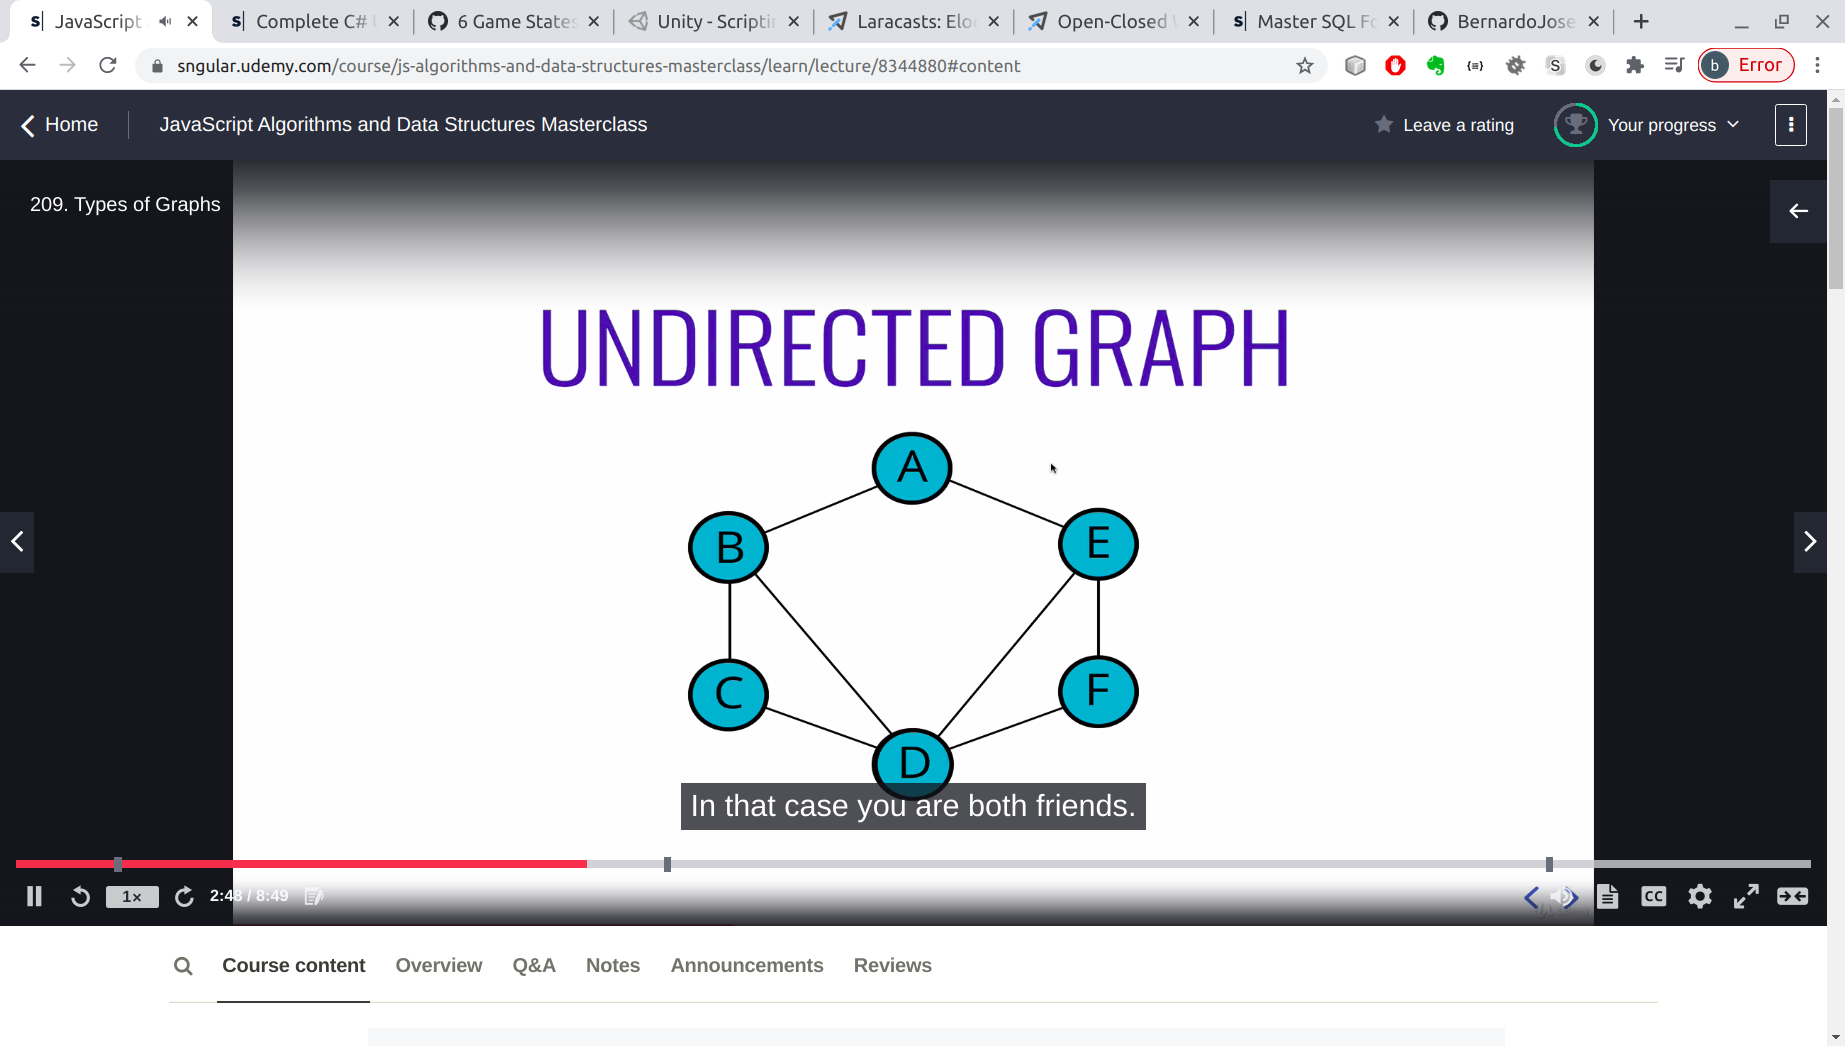 JavaScript
Complete C#
6 Game States
Unity - Scripti
Laracasts: Elo
Open-Closed
Master SQL Fo
BernardoJose
sngular.udemy.com/course/js-algorithms-and-data-structures-masterclass/learn/lecture/8344880#content
b Error
Home
JavaScript Algorithms and Data Structures Masterclass
Leave a rating
Your progress
209. Types of Graphs
UNDIRECTED GRAPH
A
B
E
C
F
D
In that case you are both friends.
1×
2:48 / 8:49
CC
Course content
Overview
Q&A
Notes
Announcements
Reviews